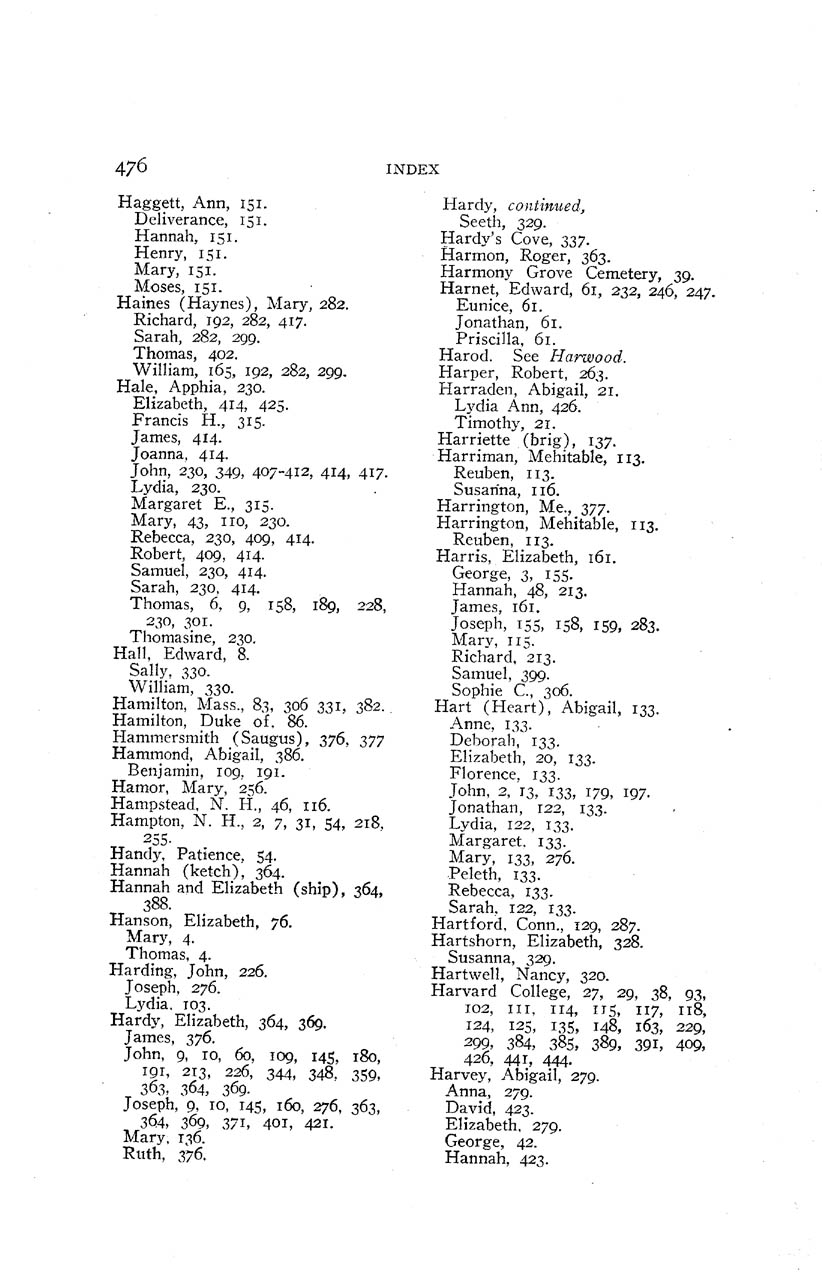 476
INDEX
Haggett, Ann, 151.
Deliverance, 151.
Hannah, 151.
Henry, 151.
Mary, 151.
Moses, 151.
Haines (Haynes), Mary, 282.
Richard, 192, 282, 417.
Sarah, 282, 299.
Thomas, 402.
William, 165, 192, 282, 299.
Hale, Apphia, 230.
Elizabeth, 414, 425.
Francis H., 315.
James, 414.
Joanna, 414.
John, 230, 349, 407-412, 414, 417.
Lydia, 230.
Margaret E., 315.
Mary, 43, 110, 230.
Rebecca, 230, 409, 414.
Robert, 409, 414.
Samuel, 230, 414.
Sarah, 230, 414.
Thomas, 6, 9, 158, 189, 228,
230, 301.
Thomasine, 230.
Hall, Edward, 8.
Sally, 330.
William, 330.
Hamilton, Mass., 83, 306 331, 382.
Hamilton, Duke of, 86.
Hammersmith (Saugus), 376, 377
Hammond, Abigail, 386.
Benjamin, 109, 191.
Hamor, Mary, 256.
Hampstead, N. H., 46, 116.
Hampton, N. H., 2, 7, 31, 54, 218,
255.
Handy, Patience, 54.
Hannah (ketch), 364.
Hannah and Elizabeth (ship), 364,
388.
Hanson, Elizabeth, 76.
Mary, 4.
Thomas, 4.
Harding, John, 226.
Joseph, 276.
Lydia, 103.
Hardy, Elizabeth, 364, 369.
James, 376.
John, 9, 10, 60, 109, 145, 180,
191, 213, 226, 344, 348, 359,
363, 364, 369.
Joseph, 9, 10, 145, 160, 276, 363,
364, 369, 371, 401, 421.
Mary, 136.
Ruth, 376.
Hardy, continued,
Seeth, 329.
Hardy's Cove, 337.
Harmon, Roger, 363.
Harmony Grove Cemetery, 39.
Harnet, Edward, 61, 232, 246, 247.
Eunice, 61.
Jonathan, 61.
Priscilla, 61.
Harod. See Harwood.
Harper, Robert, 263.
Harraden, Abigail, 21.
Lydia Ann, 426.
Timothy, 21.
Harriette (brig), 137.
Harriman, Mehitable, 113.
Reuben, 113.
Susanna, 116.
Harrington, Me., 377.
Harrington, Mehitable, 113.
Reuben, 113.
Harris, Elizabeth, 161.
George, 3, 155.
Hannah, 48, 213.
James, 161.
Joseph, 155, 158, 159, 283.
Mary, 115.
Richard, 213.
Samuel, 399.
Sophie C., 306.
Hart (Heart), Abigail, 133.
Anne, 133.
Deborah, 133.
Elizabeth, 20, 133.
Florence, 133.
John, 2, 13, 133, 179, 197.
Jonathan, 122, 133.
Lydia, 122, 133.
Margaret, 133.
Mary, 133, 276.
Peleth, 133.
Rebecca, 133.
Sarah, 122, 133.
Hartford, Conn., 129, 287.
Hartshorn, Elizabeth, 328.
Susanna, 329.
Hartwell, Nancy, 320.
Harvard College, 27, 29, 38, 93,
102, 111, 114, 115, 117, 118,
124, 125, 135, 148, 163, 229,
299, 384, 385, 389, 391, 409,
426, 441, 444.
Harvey, Abigail, 279.
Anna, 279.
David, 423.
Elizabeth, 279.
George, 42.
Hannah, 423.